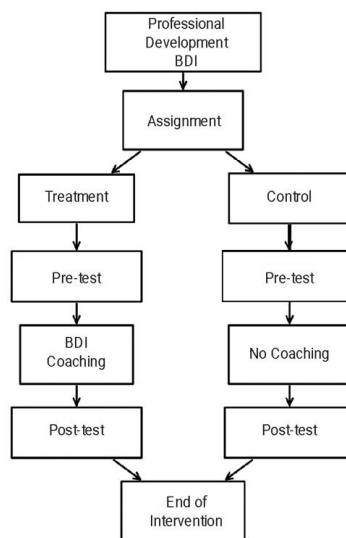 Professional
Development
BDI
Assignment
Treatment
Control
Pre-test
Pre-test
BDI
Coaching
No Coaching
Post-test
Post-test
End of
Intervention